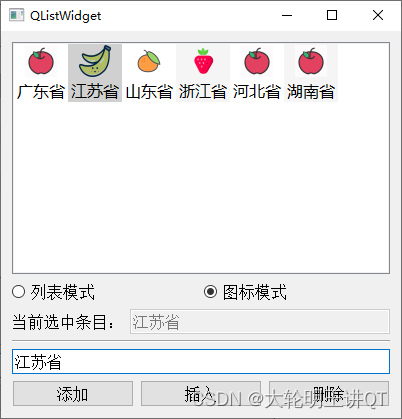 QListWidget
广东省 江苏省 山东省 浙江省 河北省 湖南省
列表模式 图标模式
当前选中条目： 江苏省
江苏省
添加 插入 删除
CSDN @大轮明王讲QT